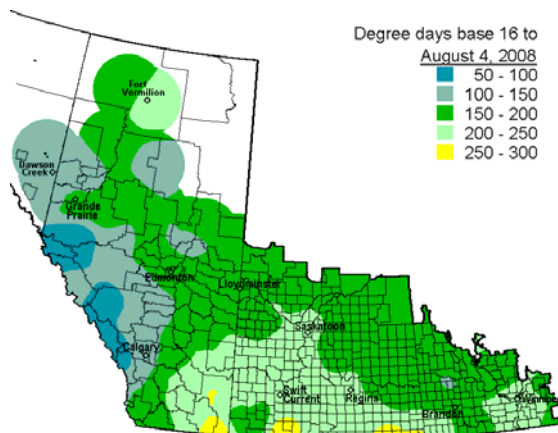 Degree days base 16 to
August 4, 2008
50 - 100
100 - 150
150 - 200
200 - 250
250 - 300
Fort
Vermilion
Dawson
Creek
Grande
Prairie
Edmonton
Lloydminster
Saskatoon
Calgary
Swift
Current
Regina
Brandon
Winnipeg